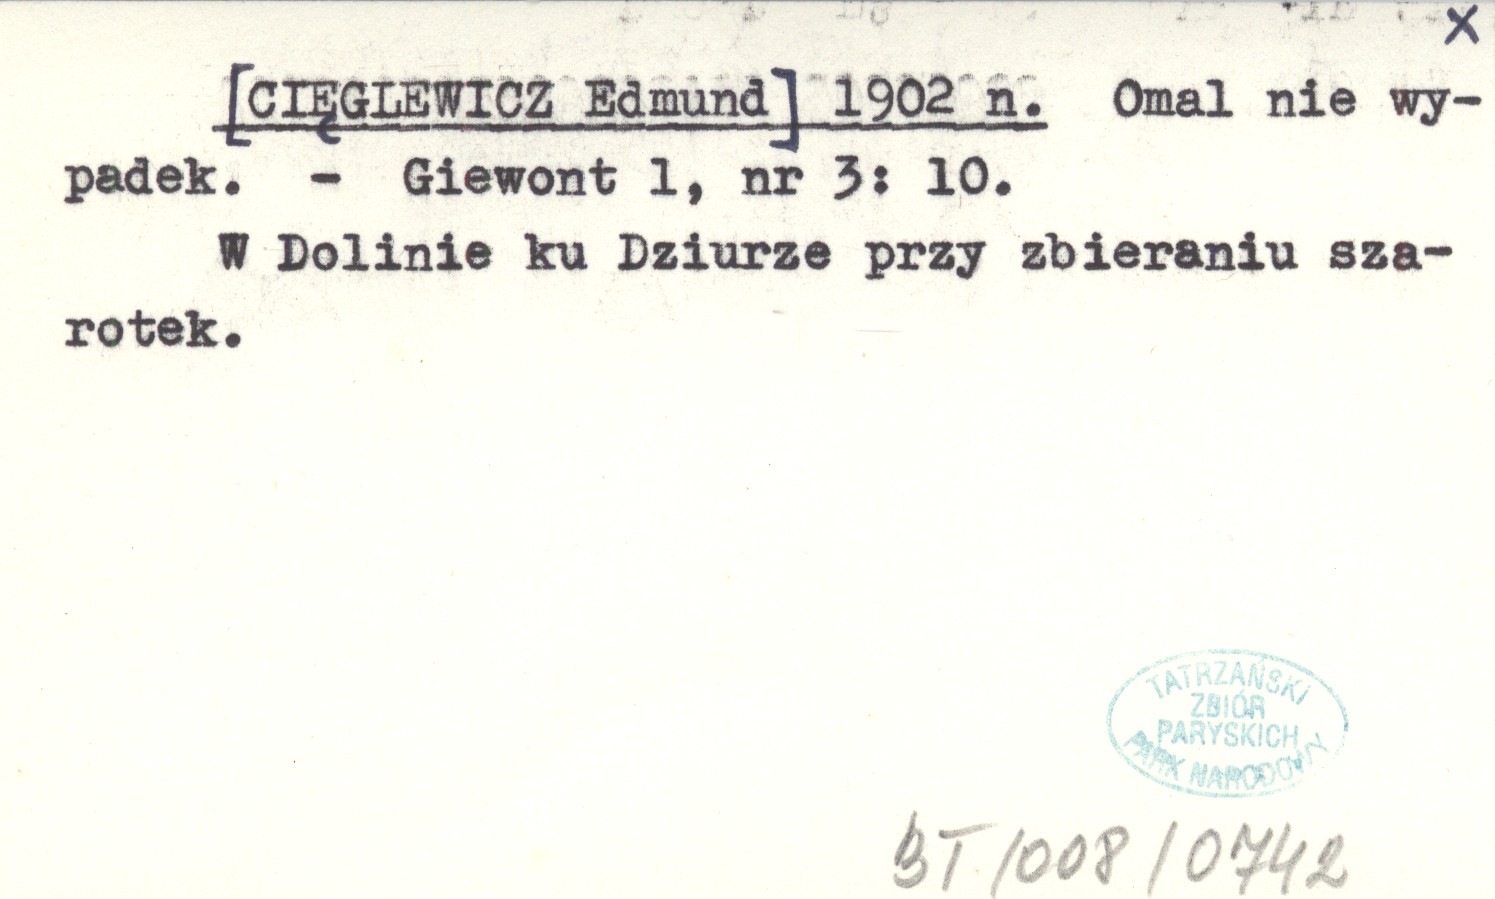 X
[CIĘGLEWICZ Edmund] 1902 n. Omal nie wy-
padek. - Giewont 1, nr 3: 10.
W Dolinie ku Dziurze przy zbieraniu sza-
rotek.
TATRZAŃSKI
ZBIÓR
PARYSKICH
PARK NARODOWY
BT/008/0742